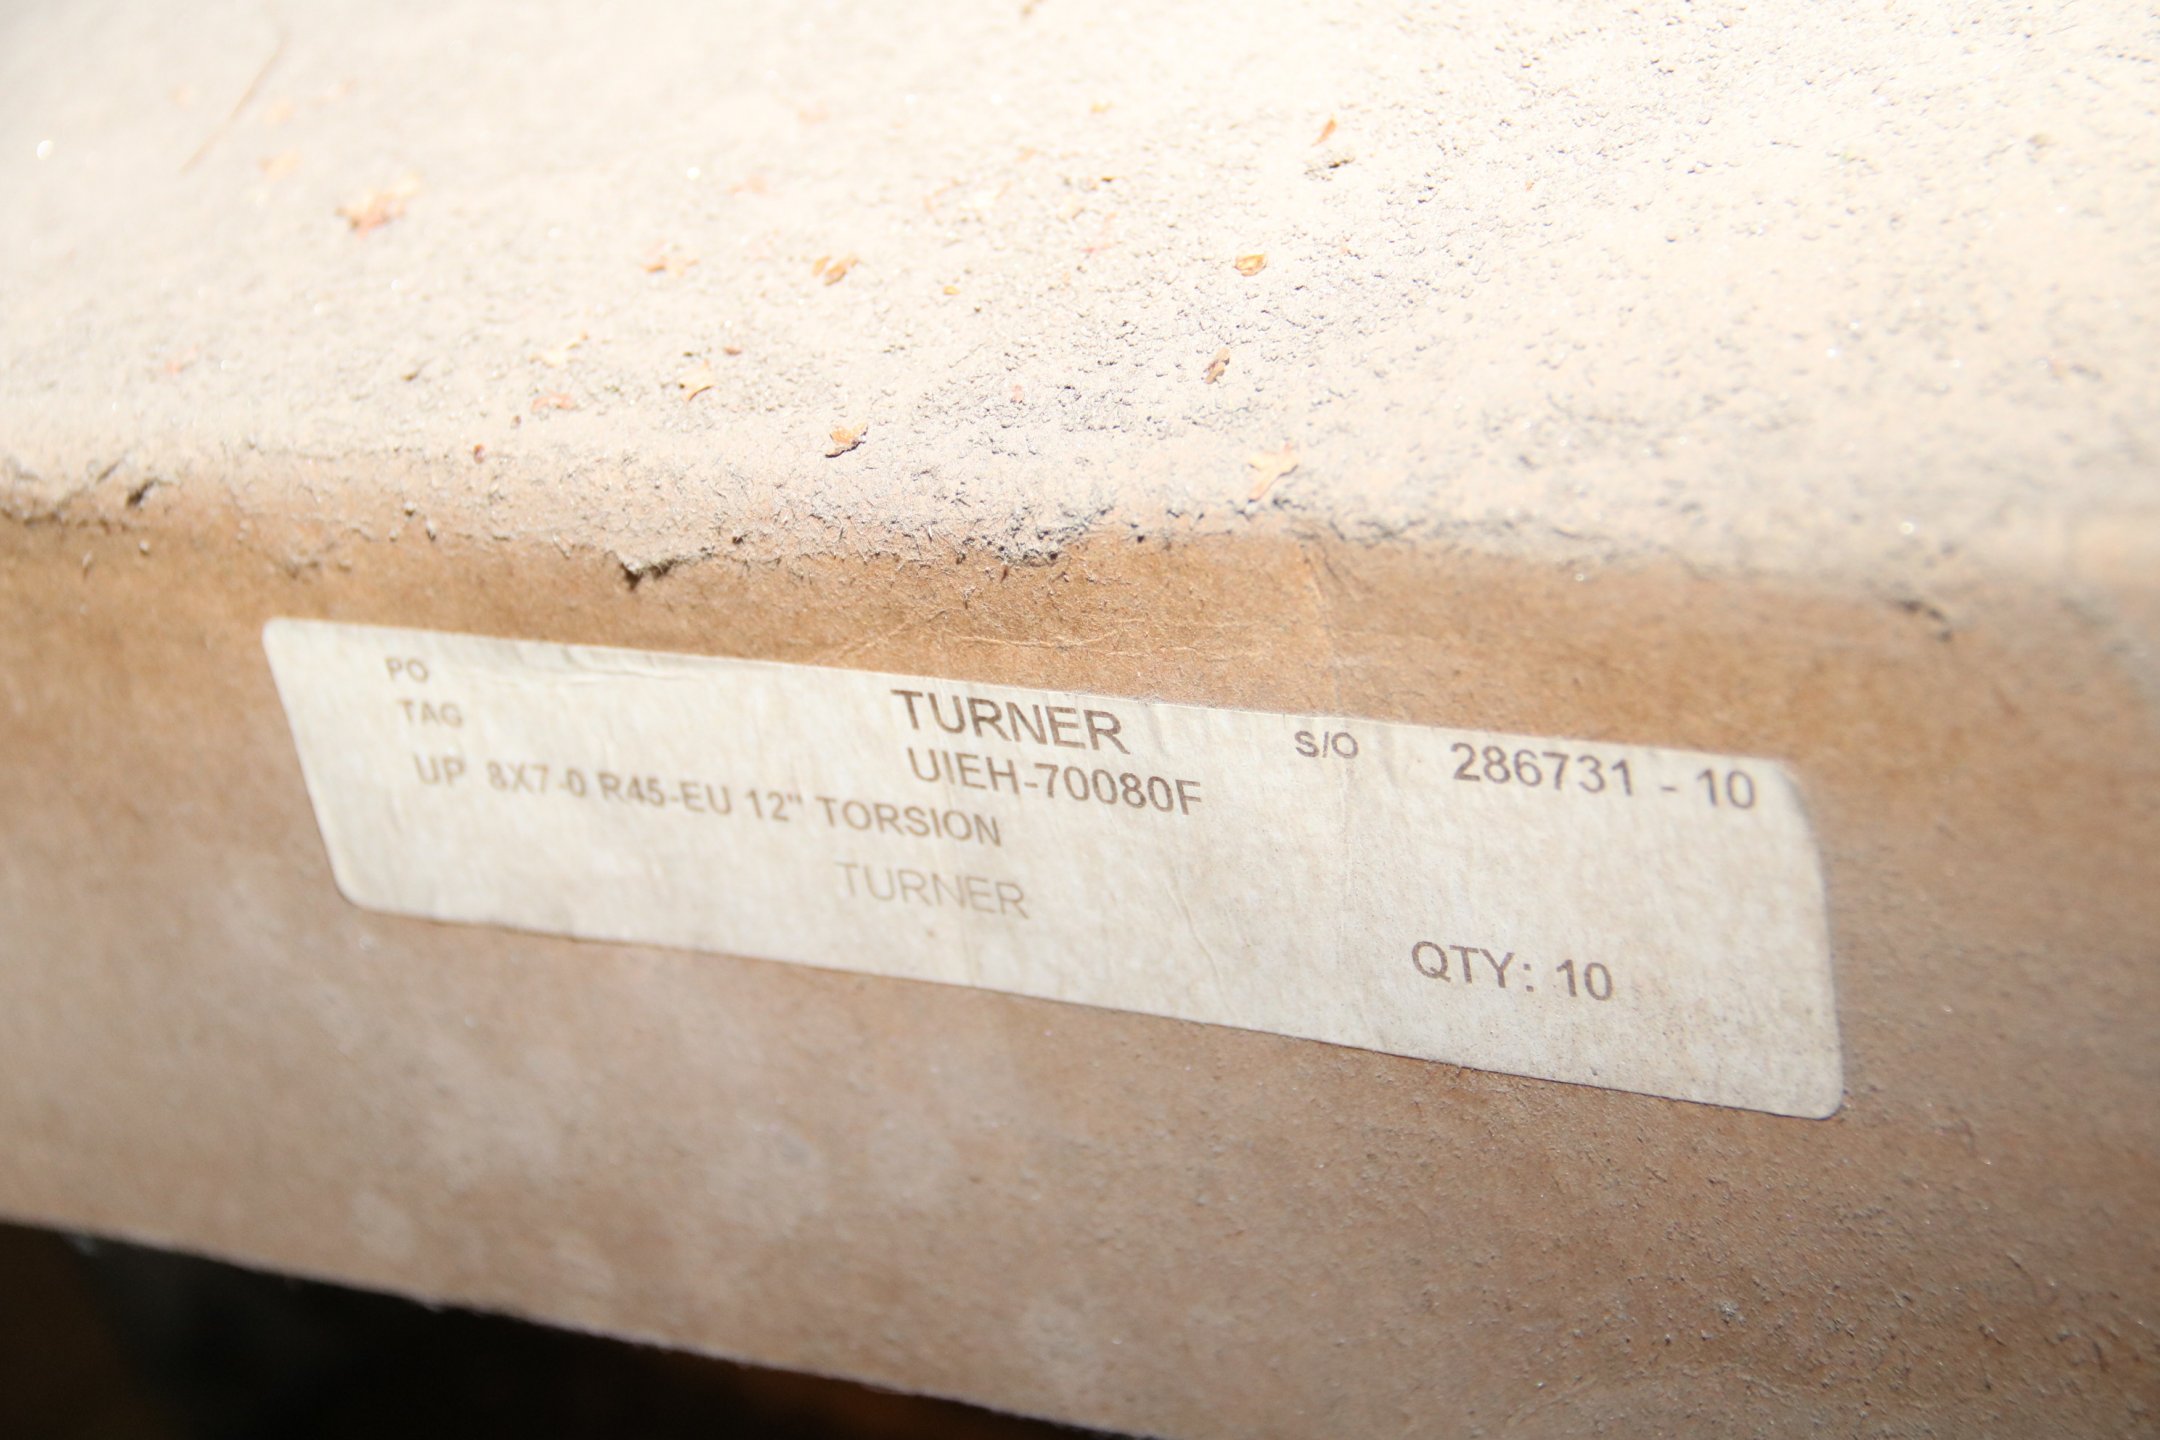 PO TURNER S/O 286731 - 10
TAG UIEH-70080F
UP 8X7-0 R45-EU 12" TORSION
TURNER
QTY: 10